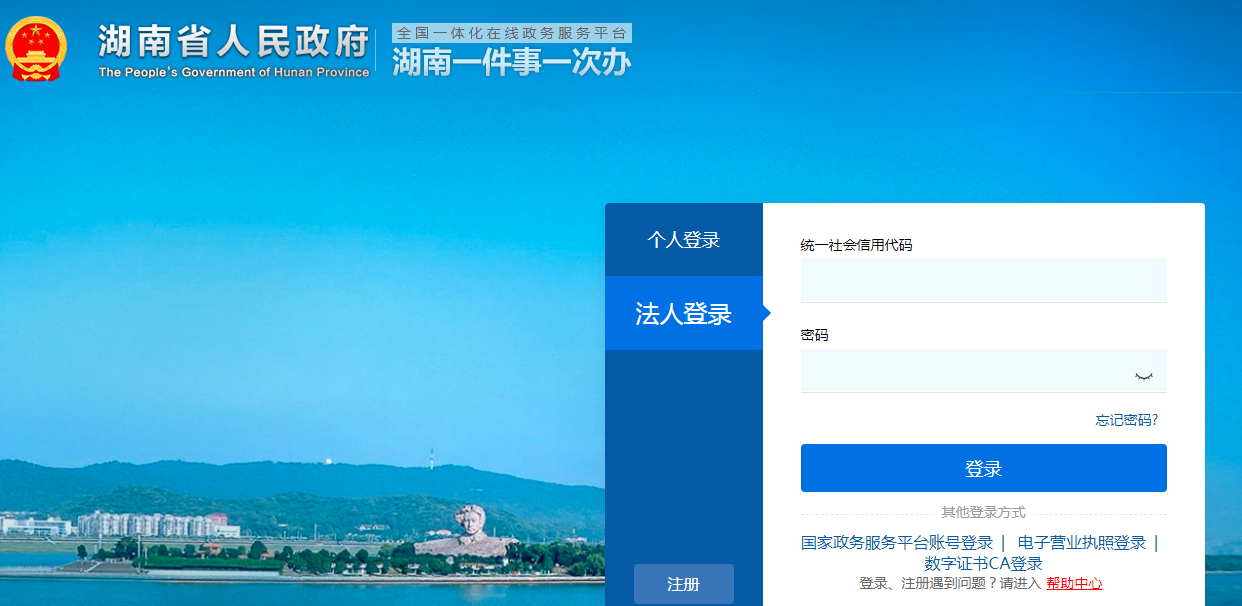 湖南省人民政府
The People's Government of Hunan Province
全国一体化在线政务服务平台
湖南一件事一次办
个人登录
法人登录
注册
统一社会信用代码
密码
忘记密码?
登录
其他登录方式
国家政务服务平台账号登录 | 电子营业执照登录 |
数字证书CA登录
登录、注册遇到问题？请进入 帮助中心